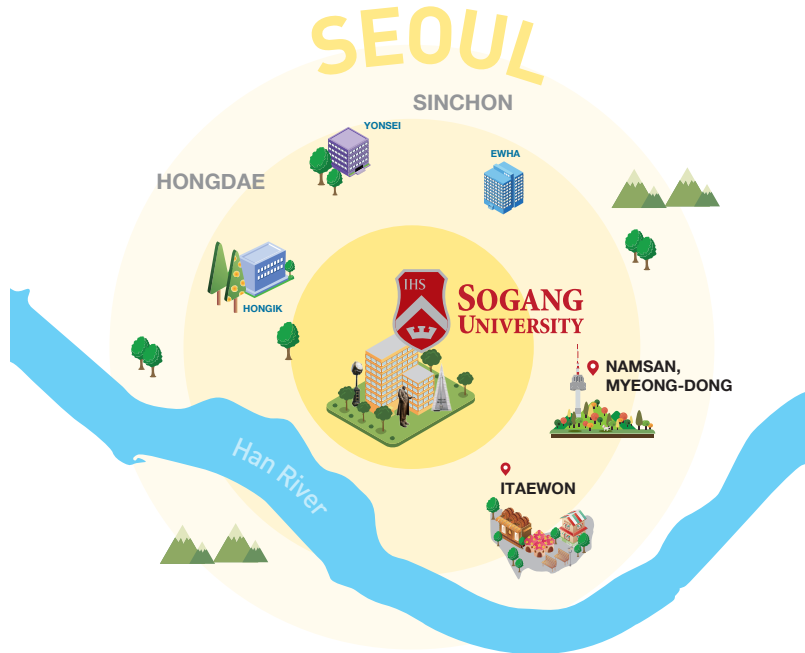 SEOUL
SINCHON
YONSEI
EWHA
HONGDAE
HONGIK
IHS
SOGANG
UNIVERSITY
NAMSAN,
MYEONG-DONG
Han River
ITAEWON